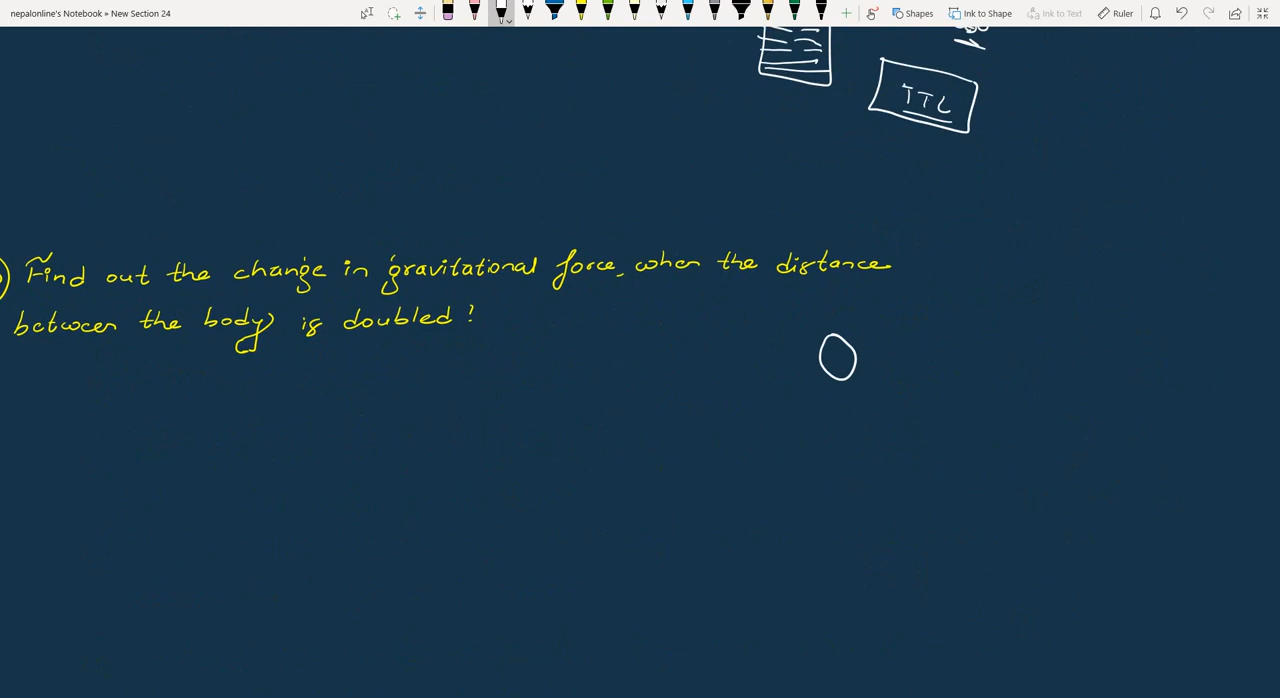 nepalonline's Notebook » New Section 24
Shapes
Ink to Shape
Ink to Text
Ruler
TTL
) Find out the change in gravitational force, when the distance
between the body is doubled?